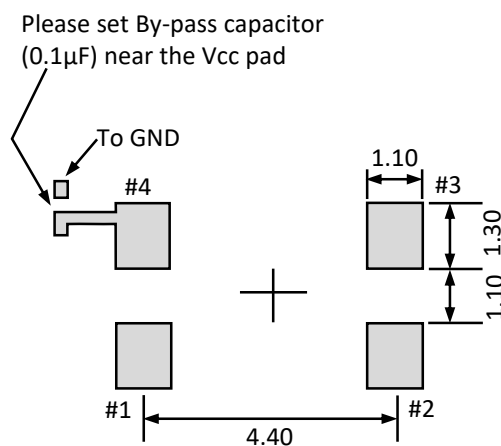 Please set By-pass capacitor
(0.1µF) near the Vcc pad
To GND
1.10
#4
#3
1.30
1.10
#1
#2
4.40